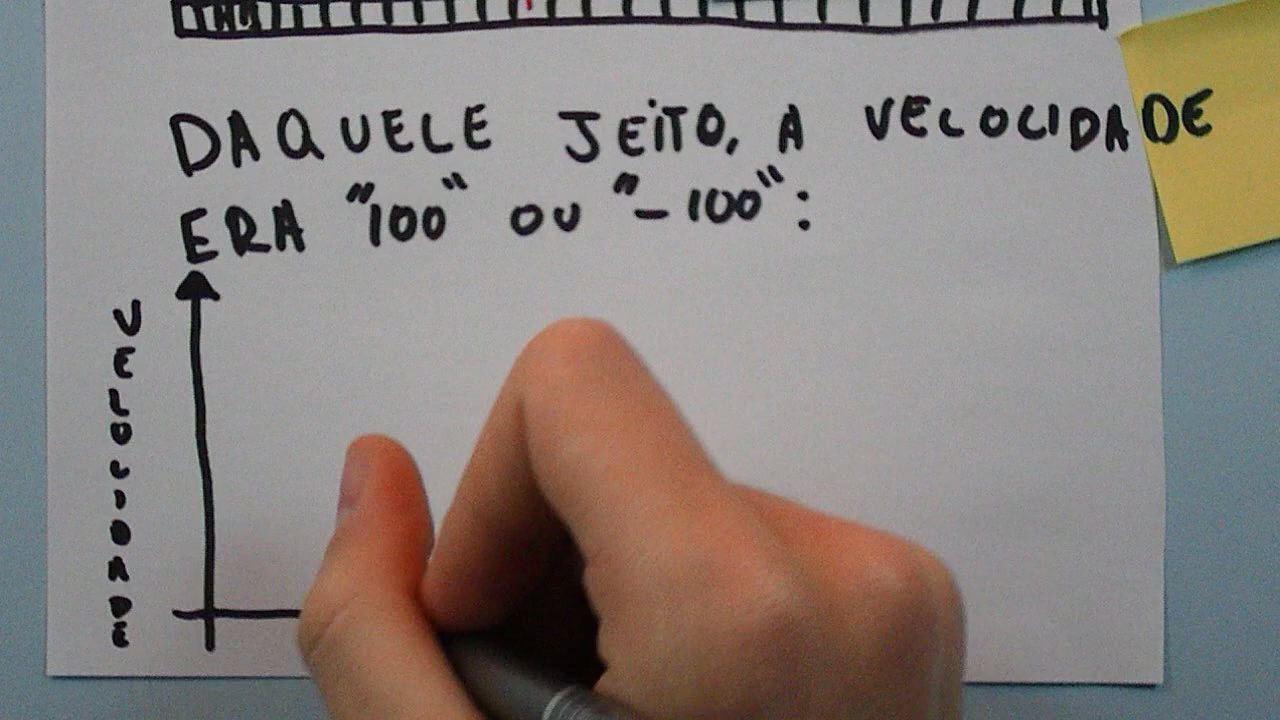 DAQUELE JEITO, A VELOCIDADE
ERA "100" OU "-100":
VELOCIDADE